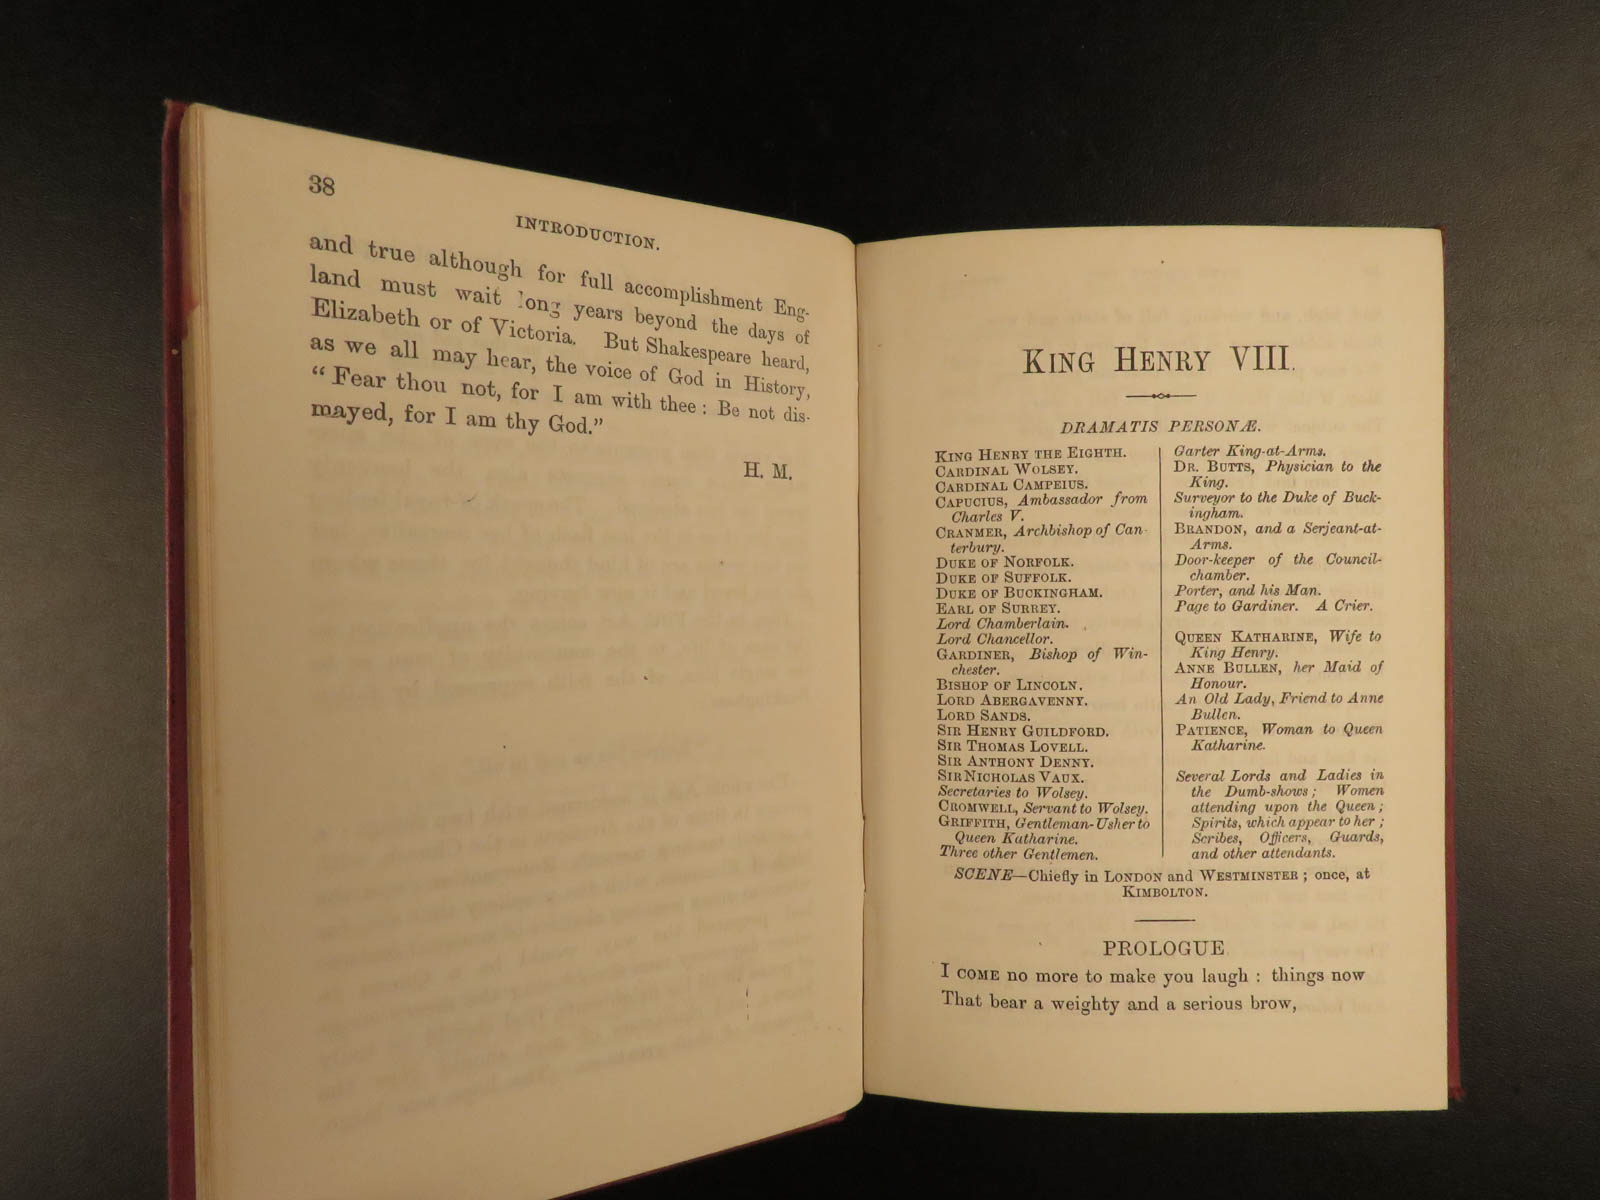 38
INTRODUCTION.
and true although for full accomplishment Eng-
land must wait long years beyond the days of
Elizabeth or of Victoria. But Shakespeare heard,
as we all may hear, the voice of God in History,
“Fear thou not, for I am with thee: Be not dis-
mayed, for I am thy God.”
H. M.
KING HENRY VIII.
DRAMATIS PERSONÆ.
KING HENRY THE EIGHTH.
CARDINAL WOLSEY.
CARDINAL CAMPEIUS.
CAPUCIUS, Ambassador from
Charles V.
CRANMER, Archbishop of Can-
terbury.
DUKE OF NORFOLK.
DUKE OF SUFFOLK.
DUKE OF BUCKINGHAM.
EARL OF SURREY.
Lord Chamberlain.
Lord Chancellor.
GARDINER, Bishop of Win-
chester.
BISHOP OF LINCOLN.
LORD ABERGAVENNY.
LORD SANDS.
SIR HENRY GUILDFORD.
SIR THOMAS LOVELL.
SIR ANTHONY DENNY.
SIR NICHOLAS VAUX.
Secretaries to Wolsey.
CROMWELL, Servant to Wolsey.
GRIFFITH, Gentleman-Usher to
Queen Katharine.
Three other Gentlemen.
Garter King-at-Arms.
DR. BUTTS, Physician to the
King.
Surveyor to the Duke of Buck-
ingham.
BRANDON, and a Serjeant-at-
Arms.
Door-keeper of the Council-
chamber.
Porter, and his Man.
Page to Gardiner. A Crier.
QUEEN KATHARINE, Wife to
King Henry.
ANNE BULLEN, her Maid of
Honour.
An Old Lady, Friend to Anne
Bullen.
PATIENCE, Woman to Queen
Katharine.
Several Lords and Ladies in
the Dumb-shows; Women
attending upon the Queen;
Spirits, which appear to her;
Scribes, Officers, Guards,
and other attendants.
SCENE—Chiefly in LONDON and WESTMINSTER; once, at
KIMBOLTON.
PROLOGUE
I COME no more to make you laugh: things now
That bear a weighty and a serious brow,